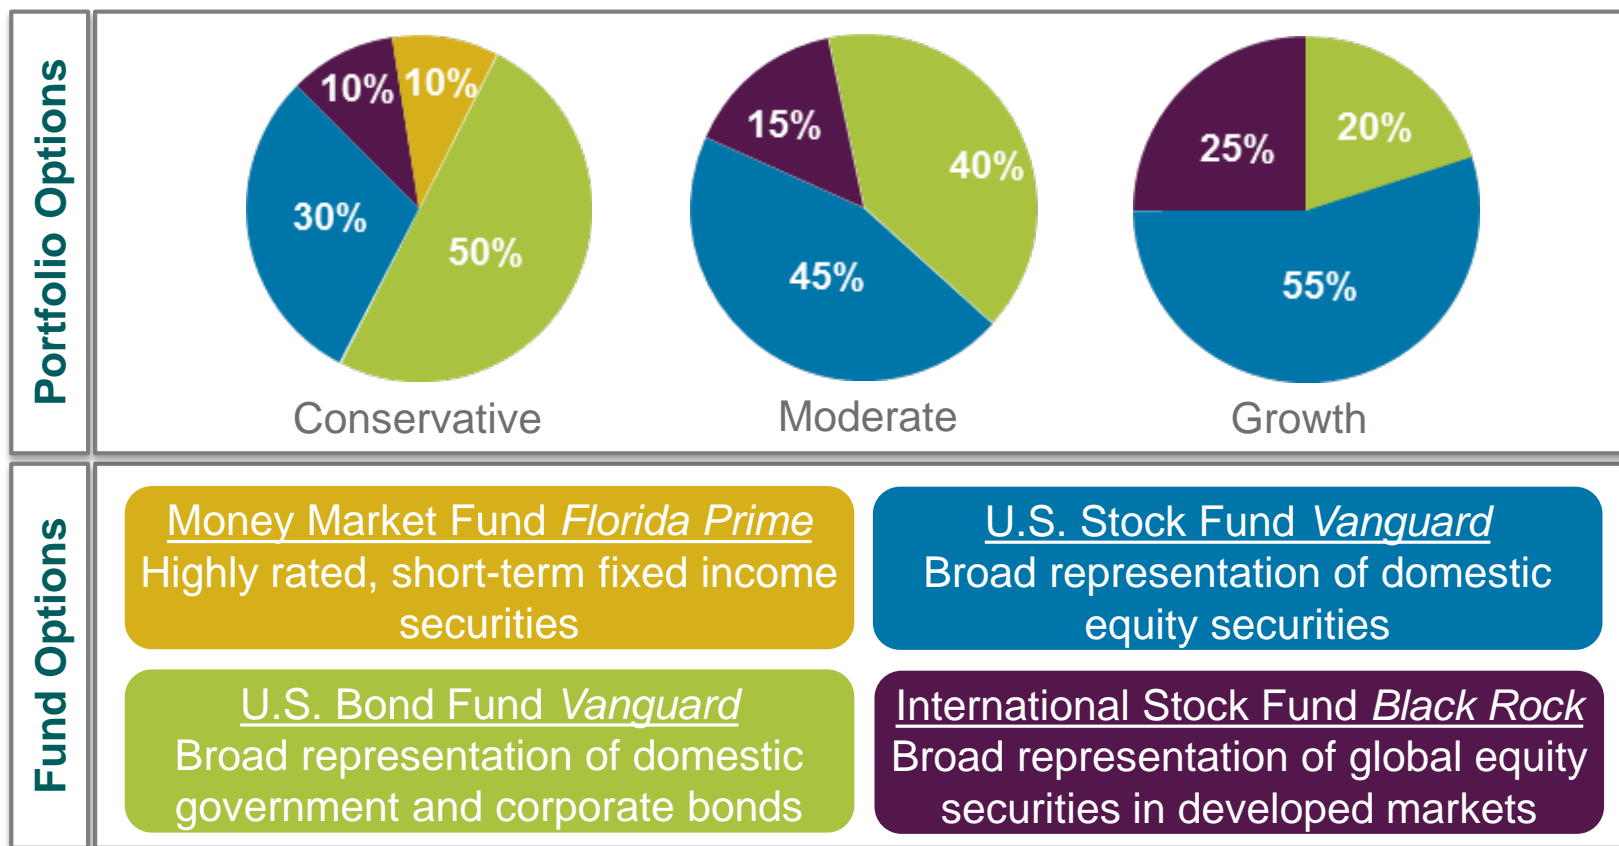 Portfolio Options
10%
10%
30%
50%
Conservative
15%
40%
45%
Moderate
25%
20%
55%
Growth
Fund Options
Money Market Fund Florida Prime
Highly rated, short-term fixed income
securities
U.S. Stock Fund Vanguard
Broad representation of domestic
equity securities
U.S. Bond Fund Vanguard
Broad representation of domestic
government and corporate bonds
International Stock Fund Black Rock
Broad representation of global equity
securities in developed markets